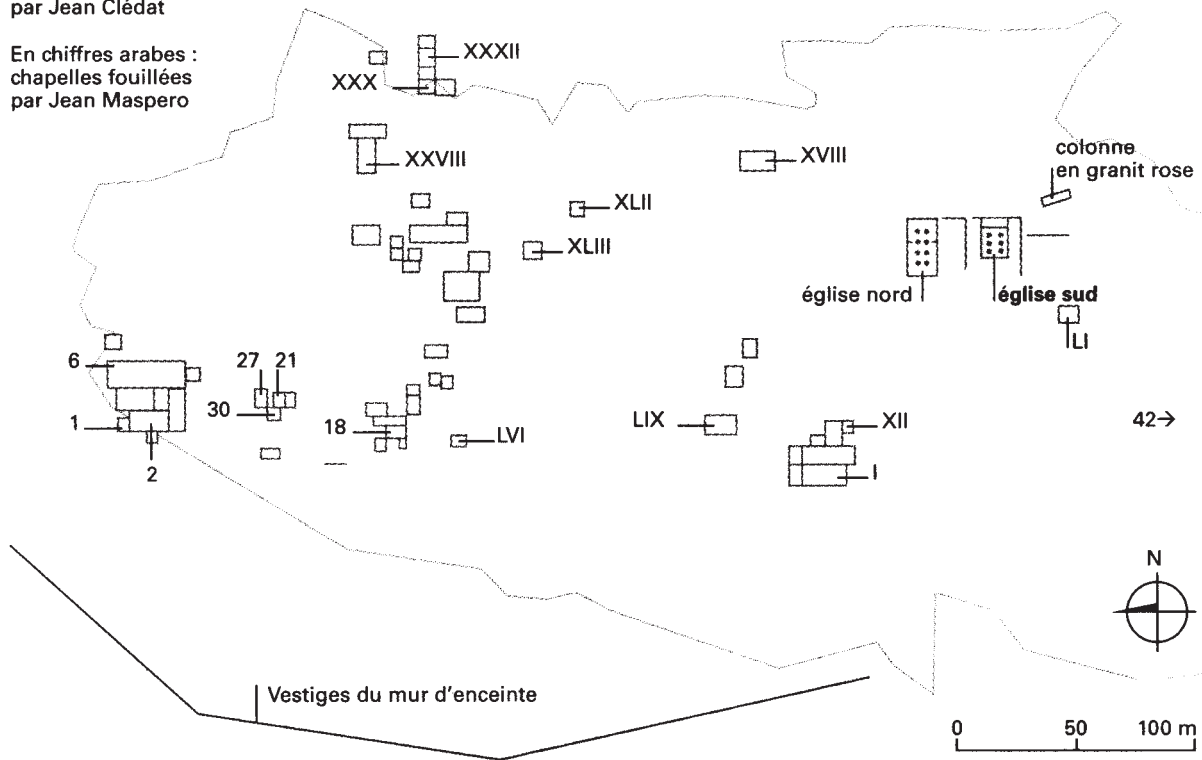 par Jean Clédat
En chiffres arabes :
chapelles fouillées
par Jean Maspero
XXXII
XXX
XXVIII
XVIII
colonne
en granit rose
XLII
XLIII
église nord
église sud
LI
6
27
21
30
1
2
18
LVI
LIX
XII
42→
I
N
Vestiges du mur d'enceinte
0
50
100 m